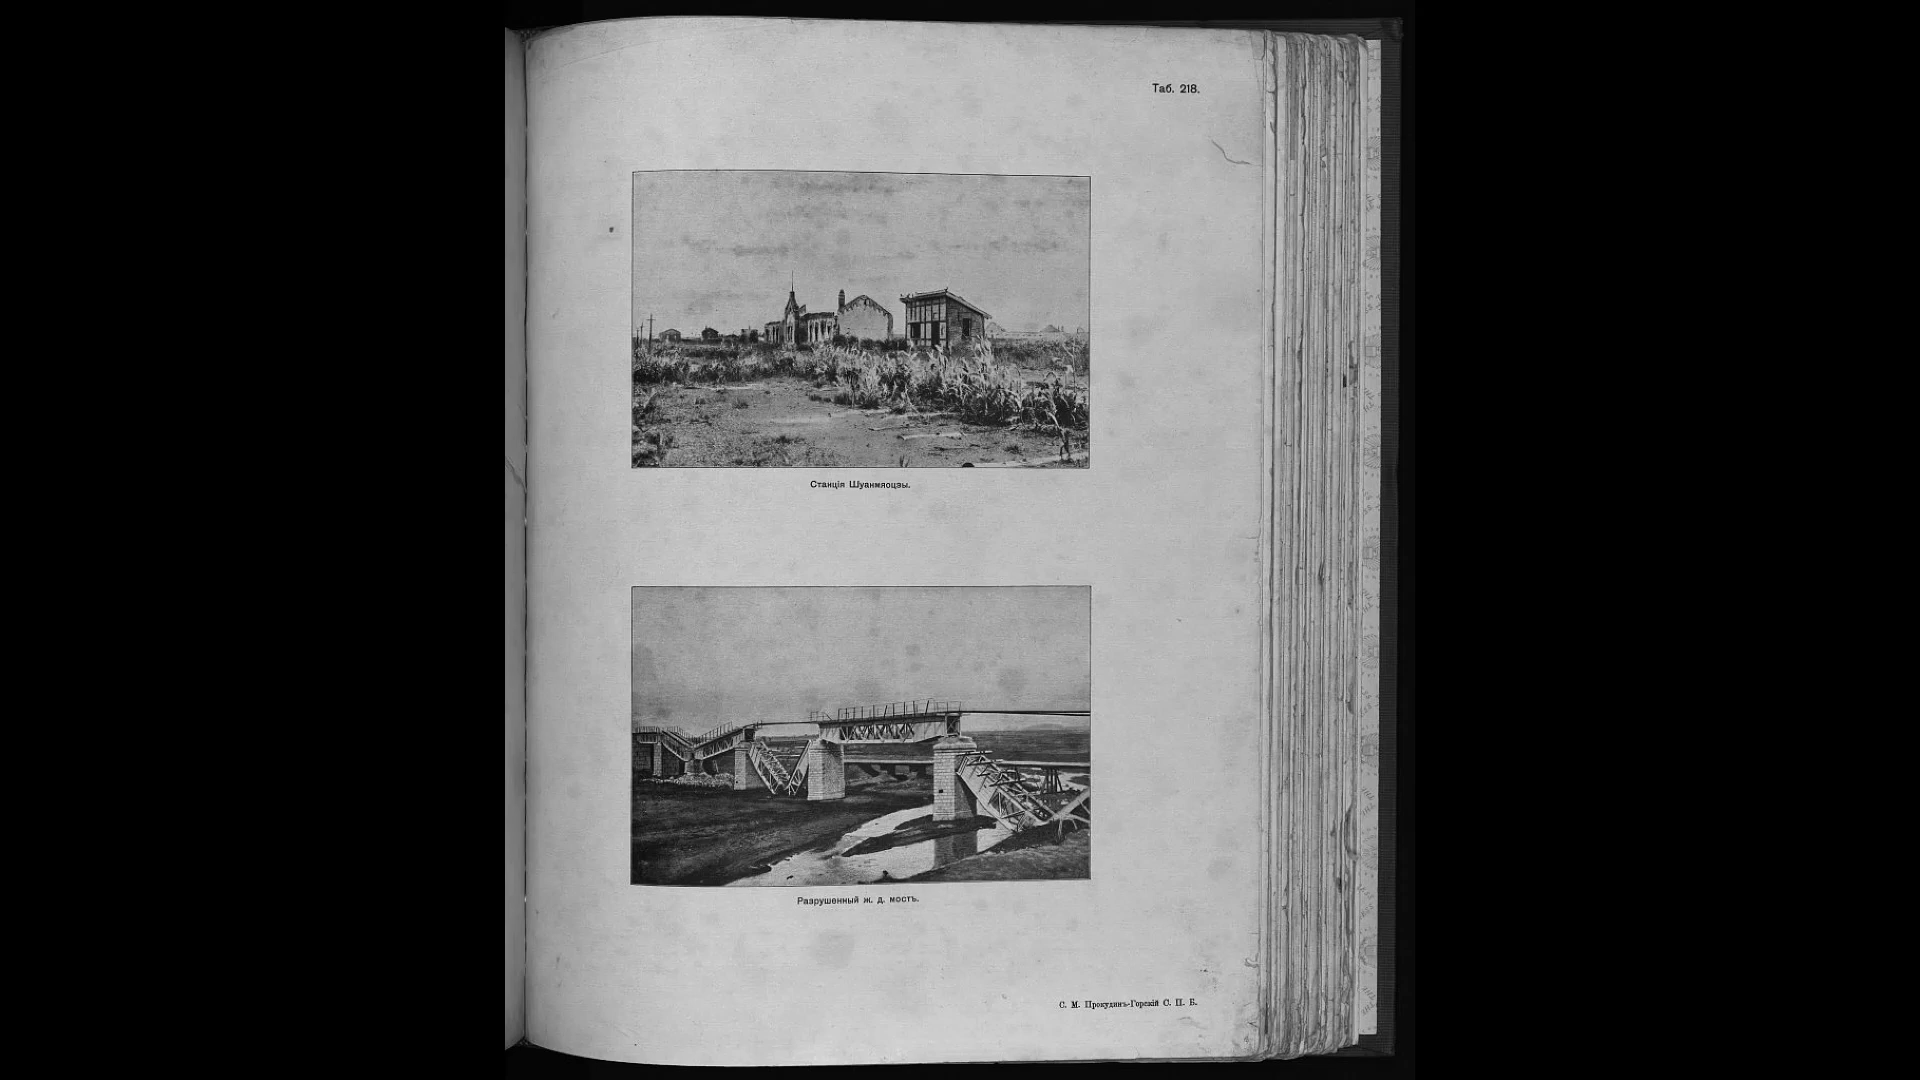 Таб. 218.
Станція Шуанмяоцзы.
Разрушенный ж. д. мостъ.
С. М. Прокудинъ-Горскій С. П. Б.